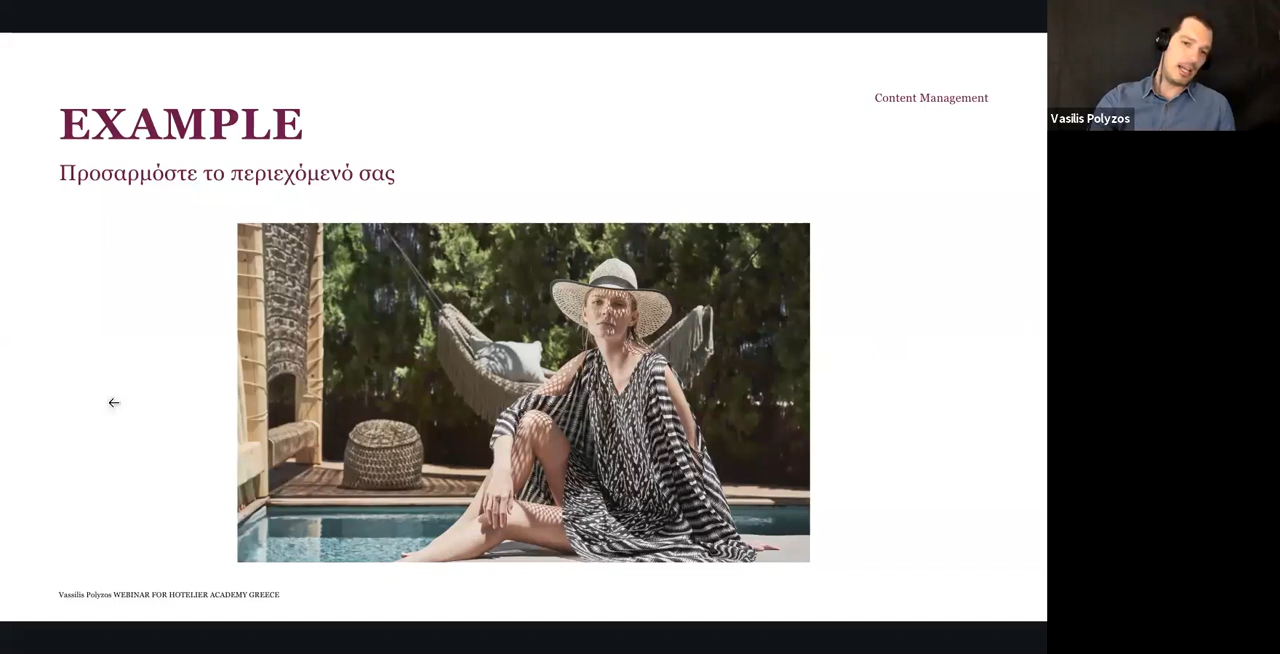 Content Management
EXAMPLE
Προσαρμόστε το περιεχόμενό σας
Vassilis Polyzos WEBINAR FOR HOTELIER ACADEMY GREECE
Vasilis Polyzos